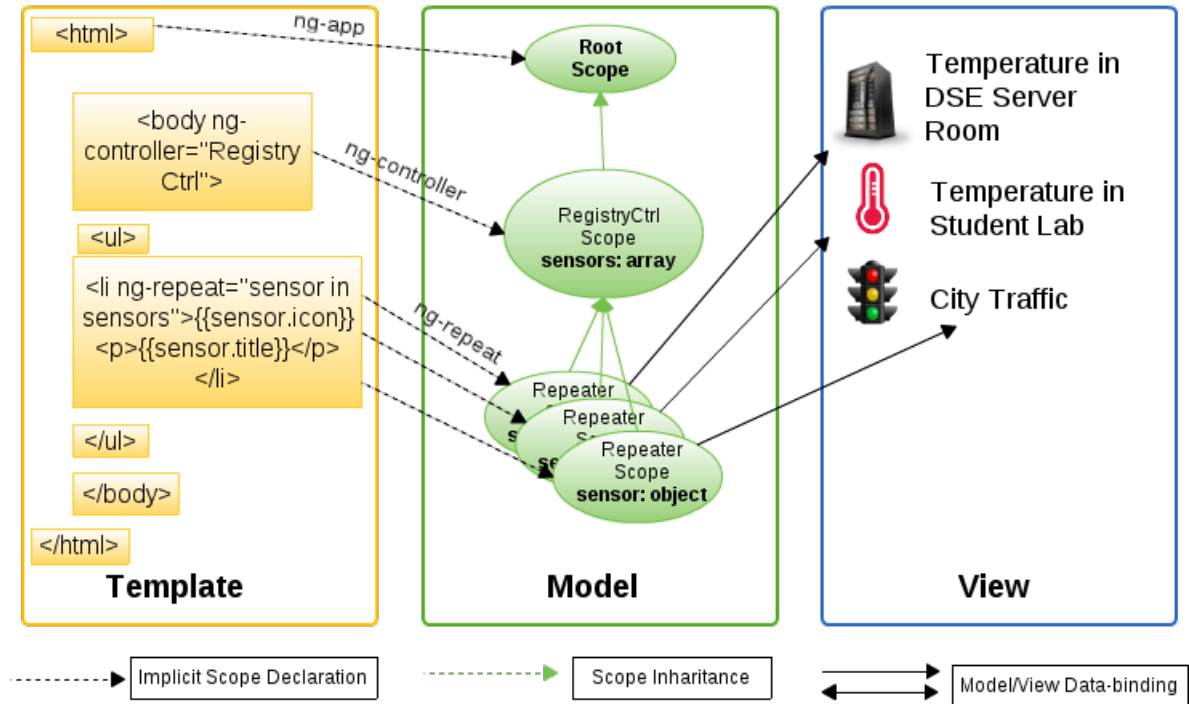 <html>
ng-app
<body ng-
controller="Registry
Ctrl">
ng-controller
<ul>
<li ng-repeat="sensor in
sensors">{{sensor.icon}}
<p>{{sensor.title}}</p>
</li>
ng-repeat
</ul>
</body>
</html>
Template
Root
Scope
RegistryCtrl
Scope
sensors: array
Repeater
Repeater
Repeater
Scope
sensor: object
Model
Temperature in
DSE Server
Room
Temperature in
Student Lab
City Traffic
View
Implicit Scope Declaration
Scope Inheritance
Model/View Data-binding